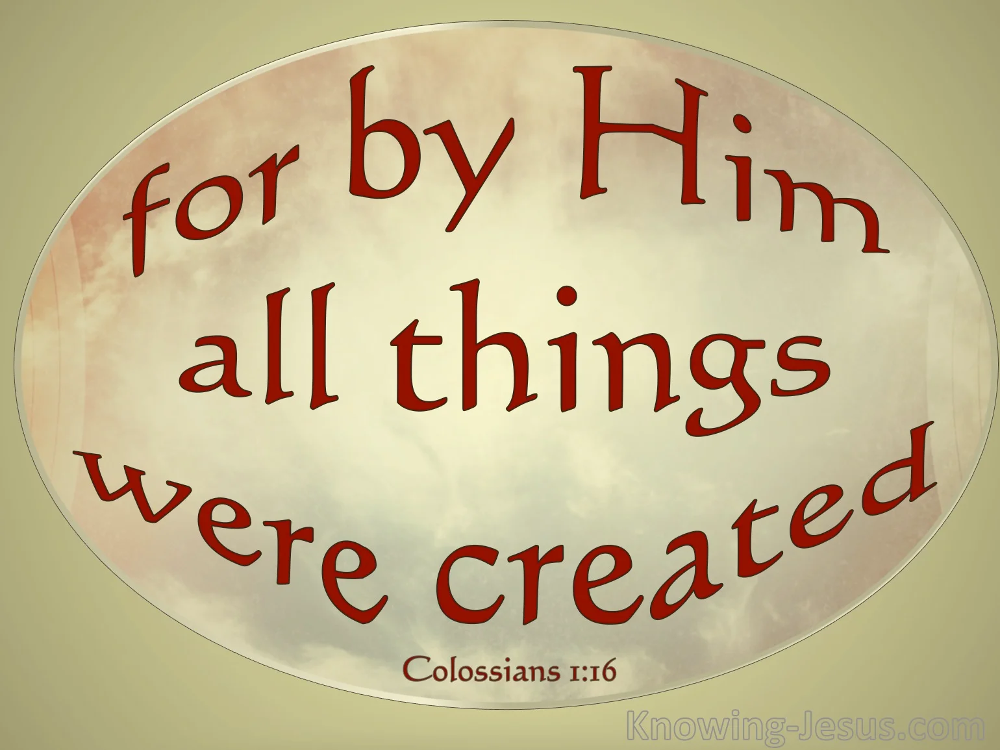 for by Him
all things
were created
Colossians 1:16
Knowing-Jesus.com